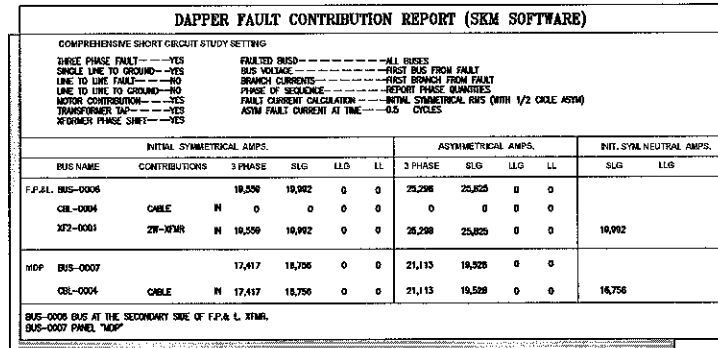 DAPPER FAULT CONTRIBUTION REPORT (SKM SOFTWARE)
COMPREHENSIVE SHORT CIRCUIT STUDY SETTING
THREE PHASE FAULT----YES FAULTED BUSD----------------ALL BUSES
SINGLE LINE TO GROUND--YES BUS VOLTAGE----------------FIRST BUS FROM FAULT
LINE TO LINE FAULT----NO BRANCH CURRENTS-------------FIRST BRANCH FROM FAULT
LINE TO LINE TO GROUND--NO PHASE OF SEQUENCE-----------REPORT PHASE QUANTITIES
MOTOR CONTRIBUTION----YES FAULT CURRENT CALCULATION----INITIAL SYMMETRICAL RMS (WITH 1/2 CICLE ASYM)
TRANSFORMER TAP----YES ASYM FAULT CURRENT AT TIME----0.5 CYCLES
XFORMER PHASE SHIFT--YES
INITIAL SYMMETRICAL AMPS. ASYMMETRICAL AMPS. INIT. SYM. NEUTRAL AMPS.
BUS NAME CONTRIBUTIONS 3 PHASE SLG LLG LL 3 PHASE SLG LLG LL SLG LLG
F.P.&L. BUS-0006 19,559 19,992 0 0 25,298 25,825 0 0
CBL-0004 CABLE IN 0 0 0 0 0 0 0 0
XF2-0001 2W-XFMR IN 19,559 19,992 0 0 25,298 25,825 0 0 19,992
MDP BUS-0007 17,417 16,756 0 0 21,113 19,528 0 0
CBL-0004 CABLE IN 17,417 16,756 0 0 21,113 19,528 0 0 16,756
BUS-0006 BUS AT THE SECONDARY SIDE OF F.P.& L. XFMR.
BUS-0007 PANEL "MDP"